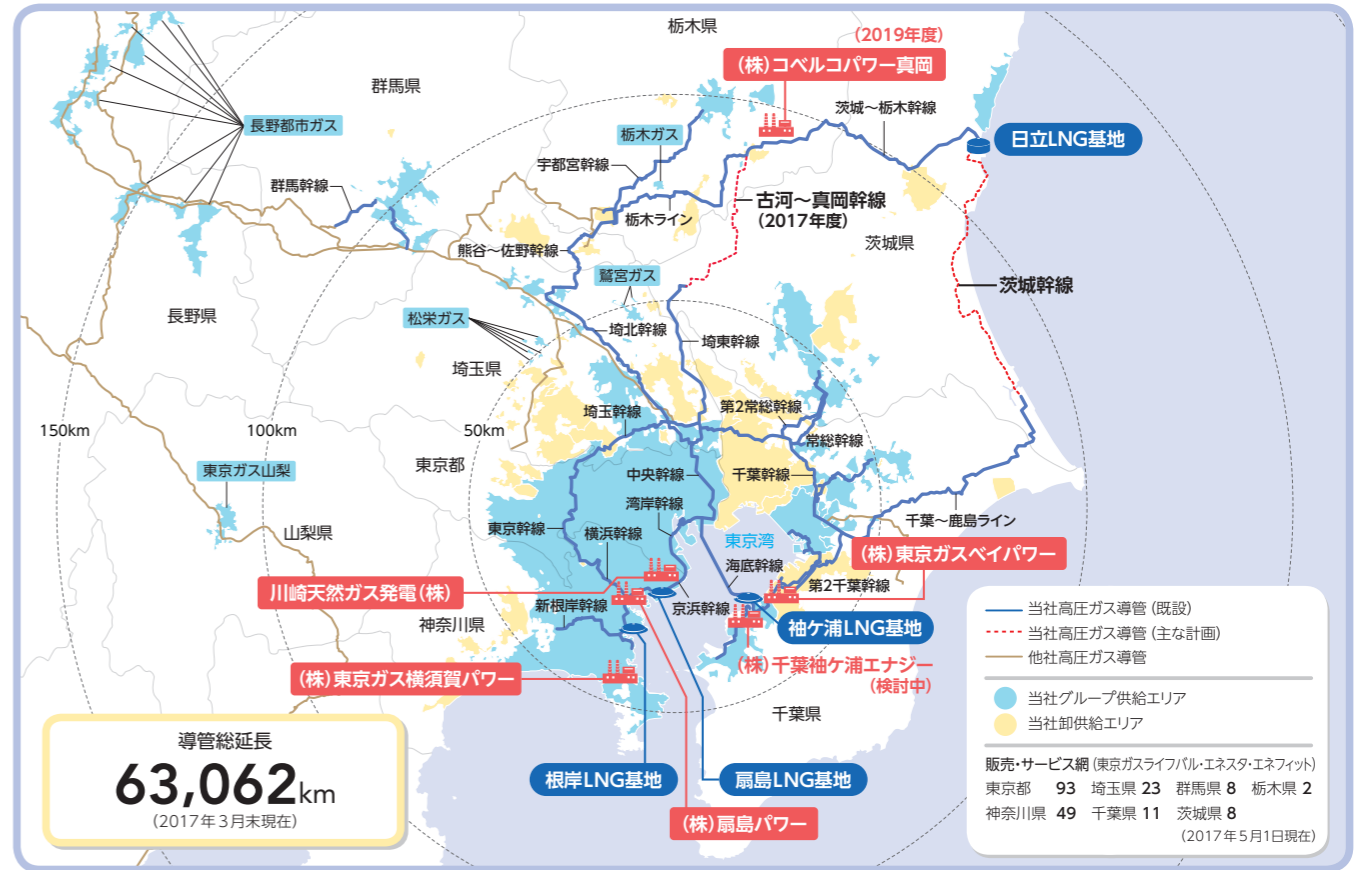 栃木県
(2019年度)
(株)コベルコパワー真岡
群馬県
茨城～栃木幹線
長野都市ガス
栃木ガス
日立LNG基地
宇都宮幹線
群馬幹線
古河～真岡幹線
(2017年度)
栃木ライン
茨城県
熊谷～佐野幹線
鷲宮ガス
茨城幹線
長野県
松栄ガス
埼北幹線
埼東幹線
埼玉県
埼玉幹線
第2常総幹線
150km
100km
50km
常総幹線
東京都
東京ガス山梨
中央幹線
千葉幹線
湾岸幹線
山梨県
東京幹線
横浜幹線
千葉～鹿島ライン
東京湾
(株)東京ガスベイパワー
海底幹線
川崎天然ガス発電(株)
第2千葉幹線
新根岸幹線
京浜幹線
神奈川県
袖ケ浦LNG基地
(株)東京ガス横須賀パワー
(株)千葉袖ケ浦エナジー
(検討中)
千葉県
根岸LNG基地
扇島LNG基地
(株)扇島パワー
導管総延長
63,062km
(2017年3月末現在)
当社高圧ガス導管(既設)
当社高圧ガス導管(主な計画)
他社高圧ガス導管
当社グループ供給エリア
当社卸供給エリア
販売・サービス網(東京ガスライフバル・エネスタ・エネフィット)
東京都 93 埼玉県 23 群馬県 8 栃木県 2
神奈川県 49 千葉県 11 茨城県 8
(2017年5月1日現在)